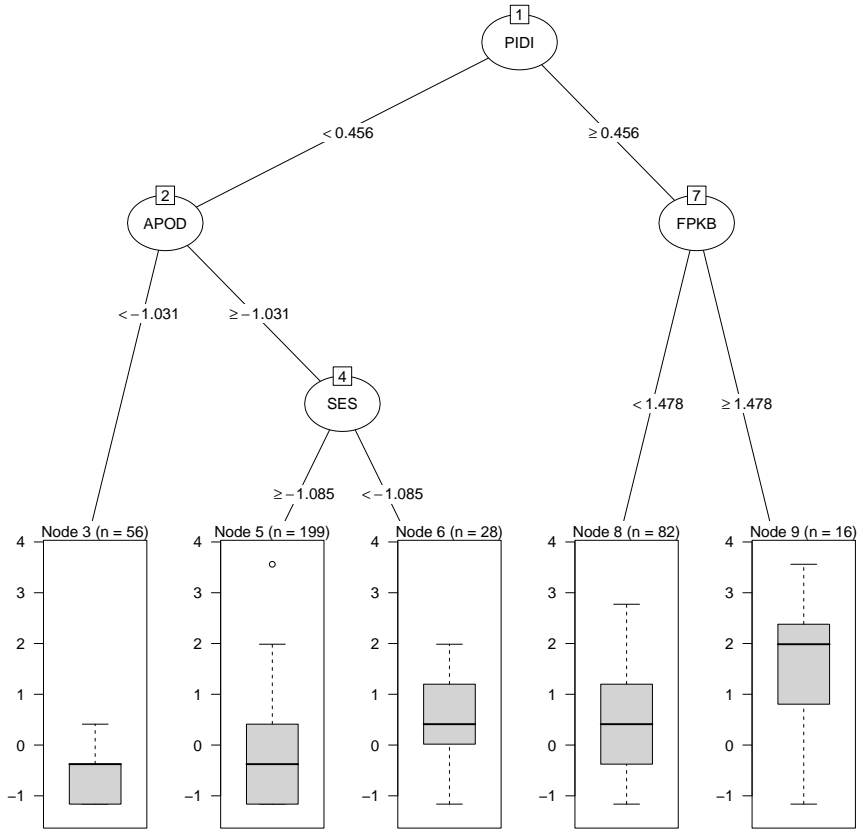 1
PIDI
< 0.456
≥ 0.456
2
APOD
7
FPKB
< −1.031
≥ −1.031
4
SES
< 1.478
≥ 1.478
≥ −1.085
< −1.085
Node 3 (n = 56)
Node 5 (n = 199)
Node 6 (n = 28)
Node 8 (n = 82)
Node 9 (n = 16)
4 4 4 4 4
3 3 3 3 3
2 2 2 2 2
1 1 1 1 1
0 0 0 0 0
−1 −1 −1 −1 −1